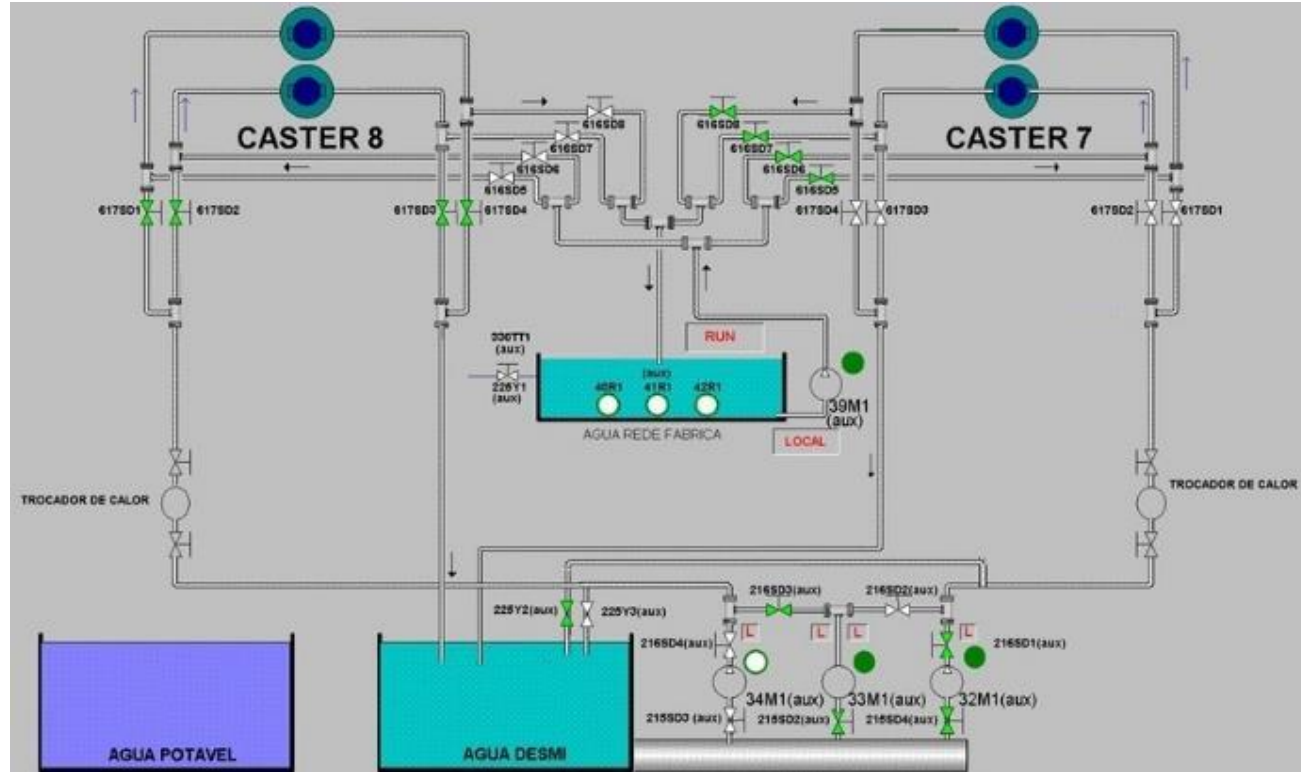 CASTER 8
CASTER 7
616SD8
616SD7
616SD6
616SD5
616SD8
616SD7
616SD6
616SD5
617SD1
617SD2
617SD3
617SD4
617SD4
617SD3
617SD2
617SD1
RUN
(aux)
225Y1
(aux)
(aux)
40R1
41R1
42R1
39M1
(aux)
AGUA REDE FABRICA
LOCAL
TROCADOR DE CALOR
TROCADOR DE CALOR
225Y2(aux)
225Y3(aux)
216SD3(aux)
216SD2(aux)
L
L
L
L
216SD4(aux)
216SD1(aux)
34M1(aux)
33M1(aux)
32M1(aux)
215SD3 (aux)
215SD2(aux)
215SD4(aux)
AGUA POTAVEL
AGUA DESMI